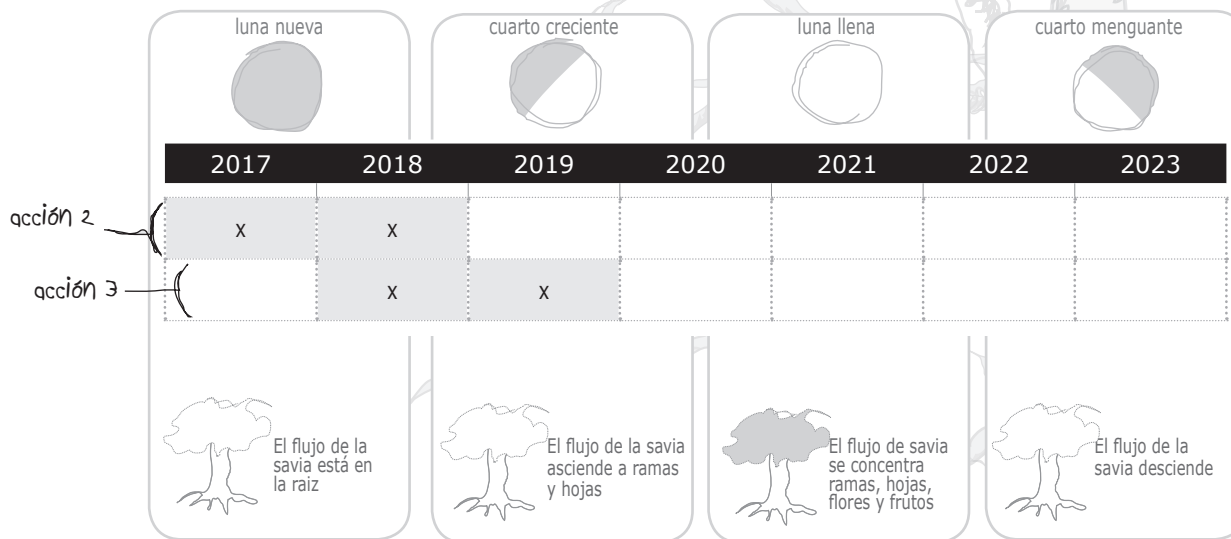 luna nueva
cuarto creciente
luna llena
cuarto menguante
2017 2018 2019 2020 2021 2022 2023
acción 2 x x
acción 3 x x
El flujo de la
savia está en
la raiz
El flujo de la savia
asciende a ramas
y hojas
El flujo de savia
se concentra
ramas, hojas,
flores y frutos
El flujo de la
savia desciende